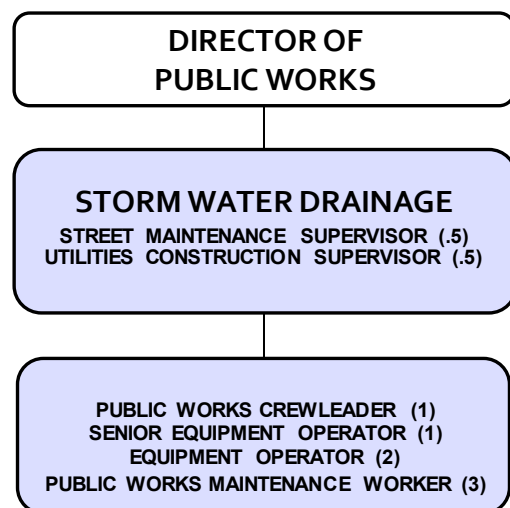 DIRECTOR OF
PUBLIC WORKS
STORM WATER DRAINAGE
STREET MAINTENANCE SUPERVISOR (.5)
UTILITIES CONSTRUCTION SUPERVISOR (.5)
PUBLIC WORKS CREWLEADER (1)
SENIOR EQUIPMENT OPERATOR (1)
EQUIPMENT OPERATOR (2)
PUBLIC WORKS MAINTENANCE WORKER (3)